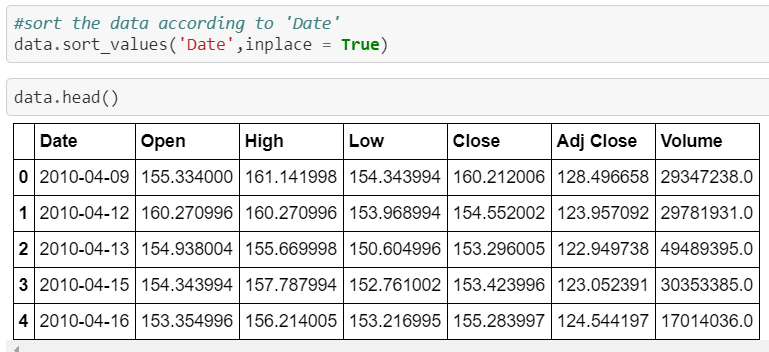 #sort the data according to 'Date'
data.sort_values('Date',inplace = True)
data.head()
Date Open High Low Close Adj Close Volume
0 2010-04-09 155.334000 161.141998 154.343994 160.212006 128.496658 29347238.0
1 2010-04-12 160.270996 160.270996 153.968994 154.552002 123.957092 29781931.0
2 2010-04-13 154.938004 155.669998 150.604996 153.296005 122.949738 49489395.0
3 2010-04-15 154.343994 157.787994 152.761002 153.423996 123.052391 30353385.0
4 2010-04-16 153.354996 156.214005 153.216995 155.283997 124.544197 17014036.0